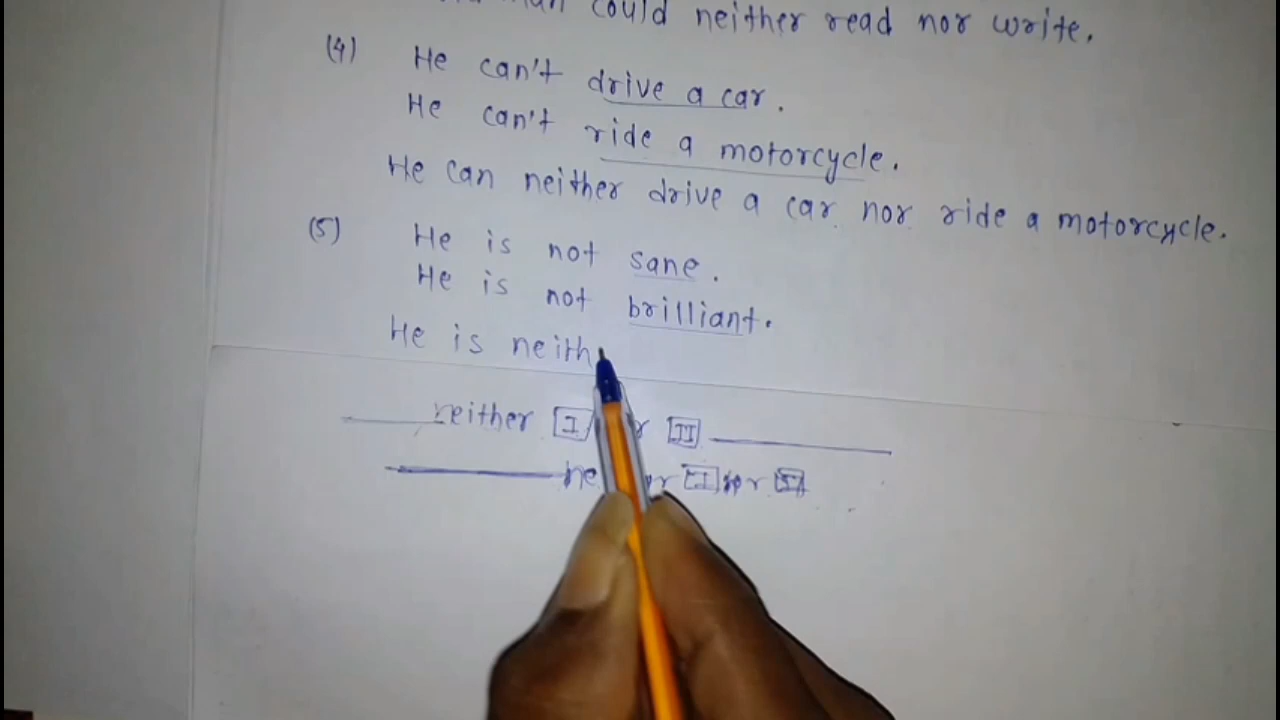 could neither read nor write.
(4) He can't drive a car.
He can't ride a motorcycle.
He can neither drive a car nor ride a motorcycle.
(5) He is not sane.
He is not brilliant.
He is neith
neither I II
I II